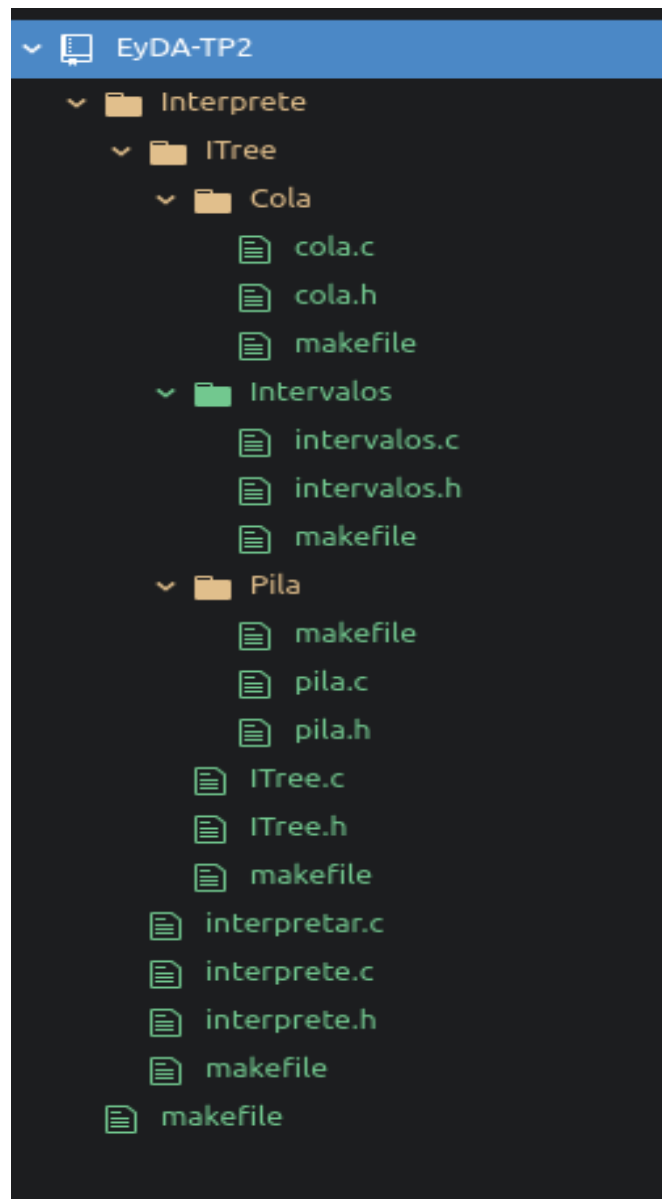 EyDA-TP2
Interprete
ITree
Cola
cola.c
cola.h
makefile
Intervalos
intervalos.c
intervalos.h
makefile
Pila
makefile
pila.c
pila.h
ITree.c
ITree.h
makefile
interpretar.c
interprete.c
interprete.h
makefile
makefile